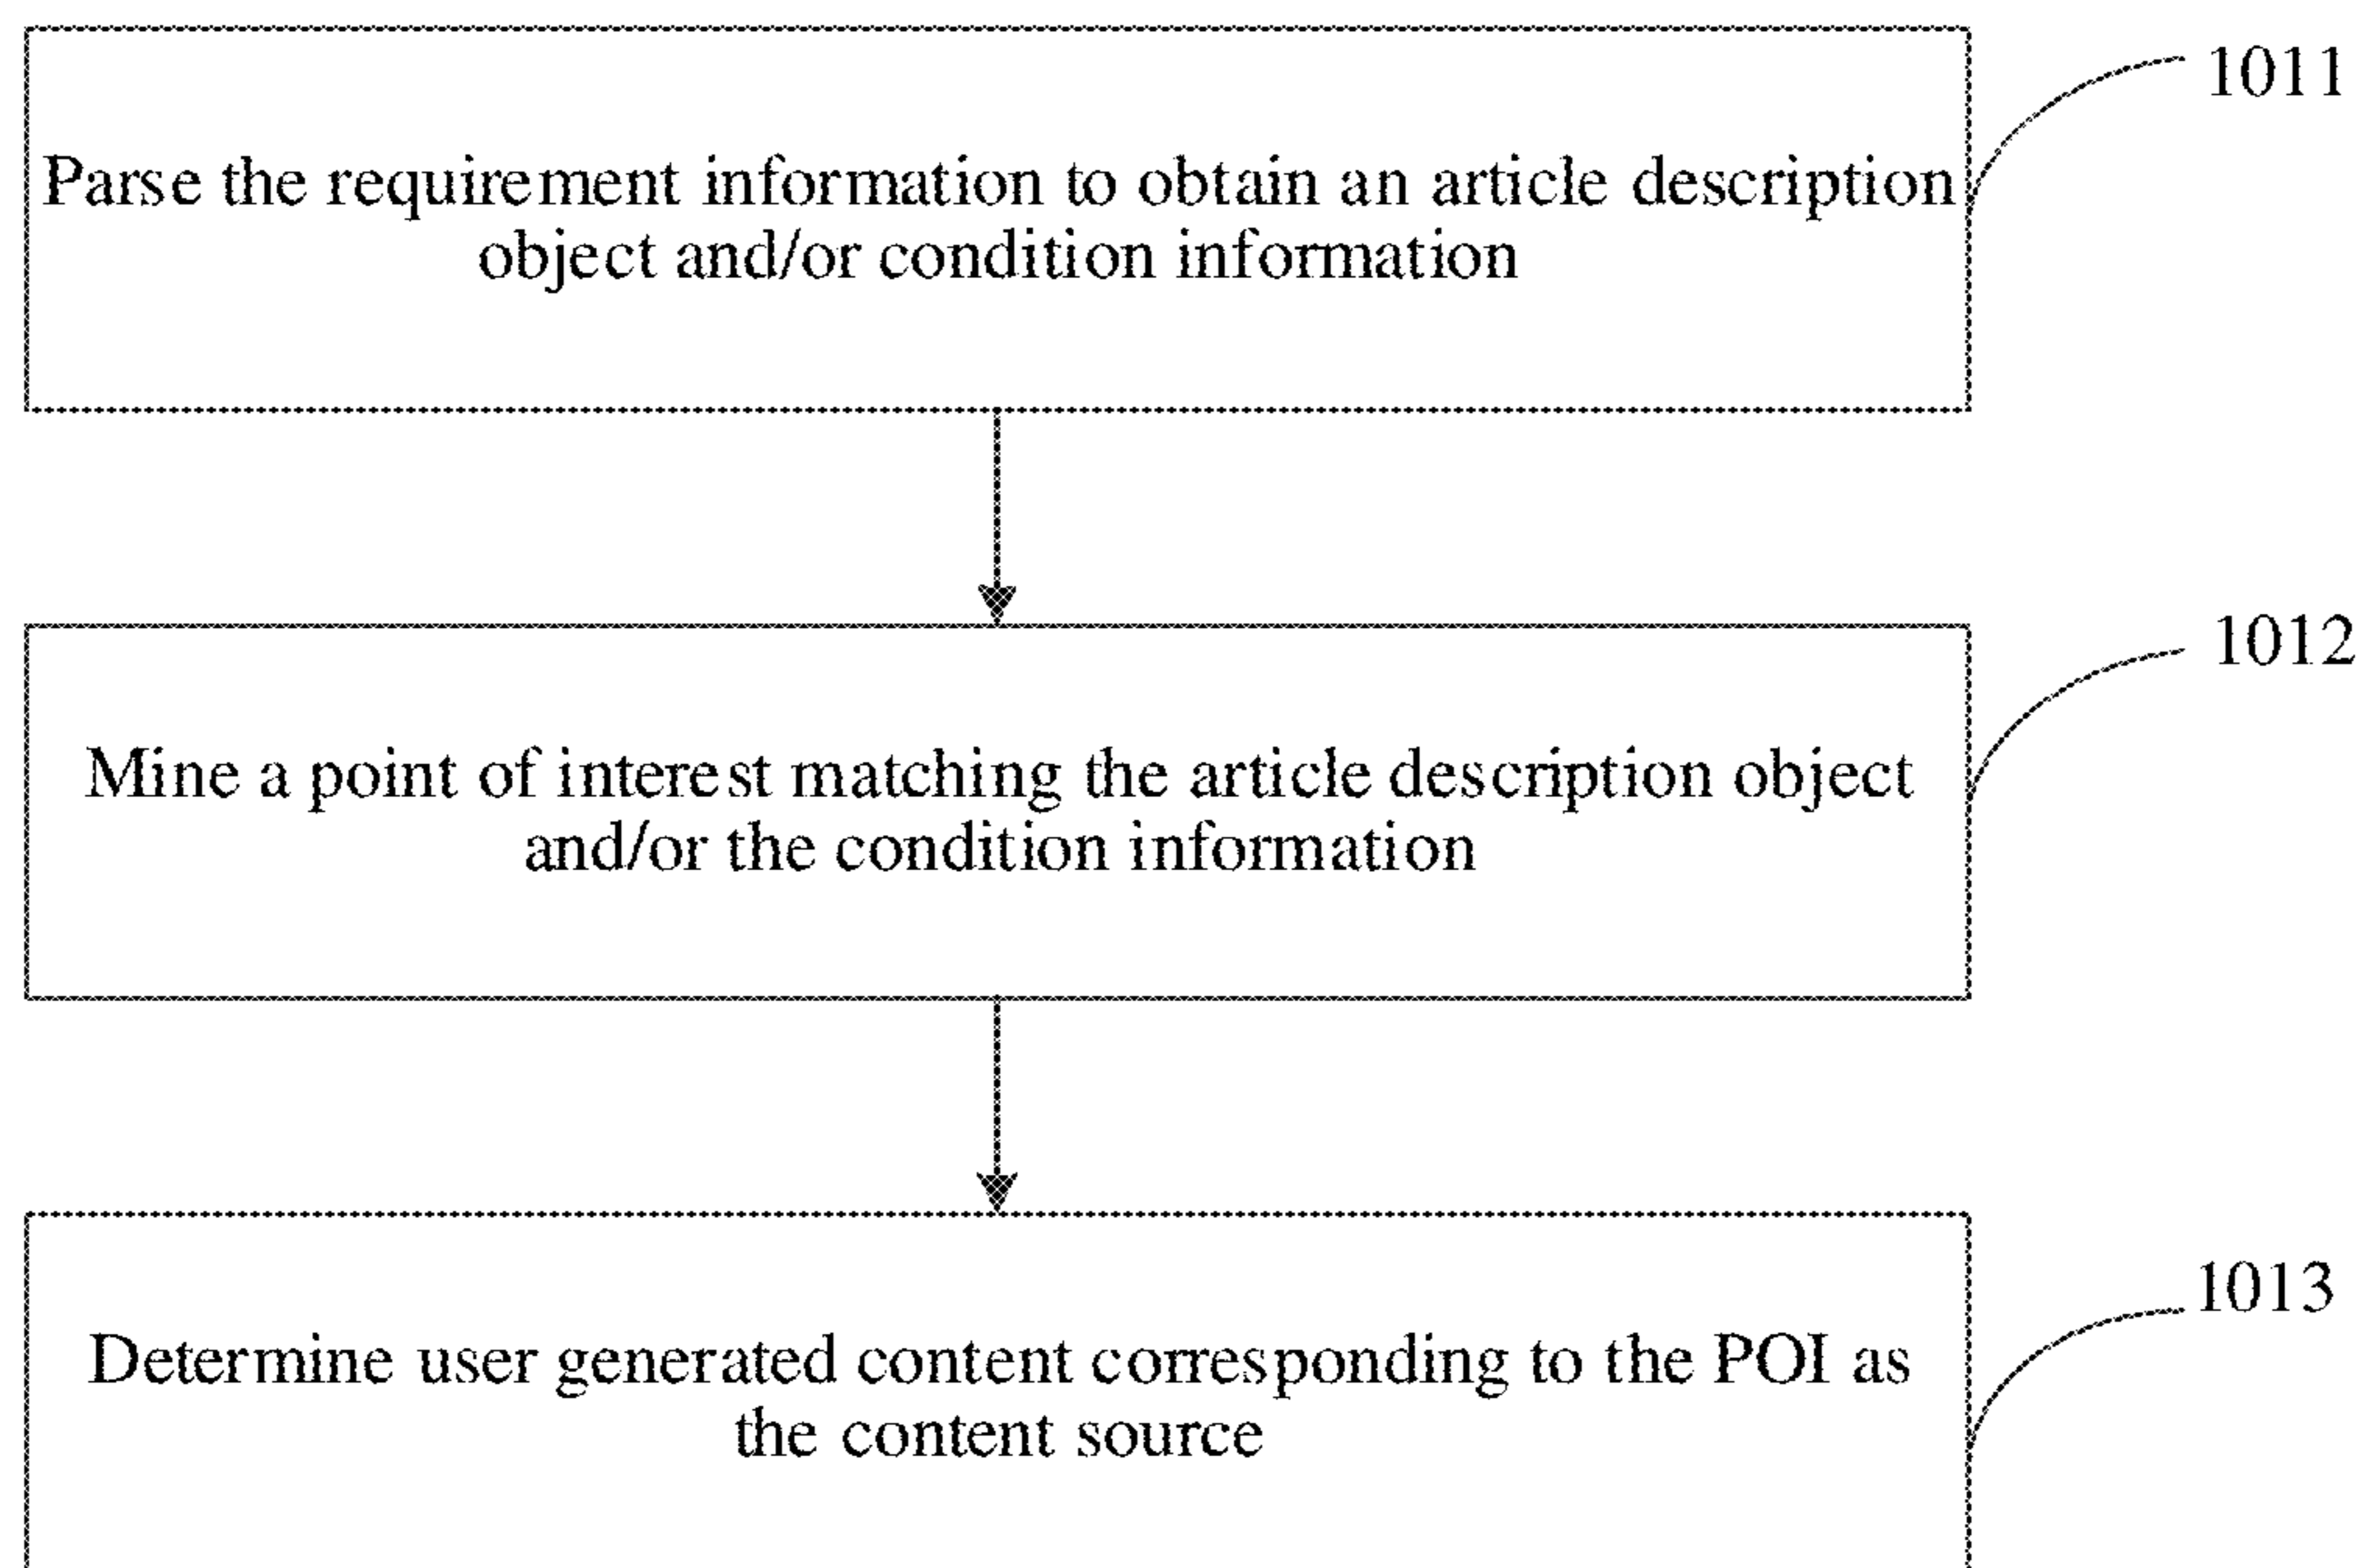 1011
Parse the requirement information to obtain an article description
object and/or condition information
1012
Mine a point of interest matching the article description object
and/or the condition information
1013
Determine user generated content corresponding to the POI as
the content source